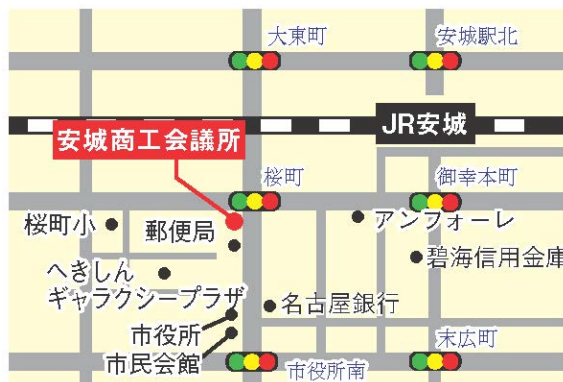 大東町
安城駅北
JR安城
安城商工会議所
桜町
御幸本町
桜町小
郵便局
アンフォーレ
へきしん
ギャラクシープラザ
碧海信用金庫
名古屋銀行
市役所
市民会館
市役所南
末広町